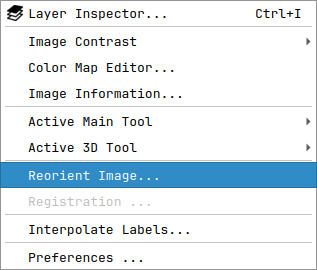 Layer Inspector... Ctrl+I
Image Contrast
Color Map Editor...
Image Information...
Active Main Tool
Active 3D Tool
Reorient Image...
Registration ...
Interpolate Labels...
Preferences ...